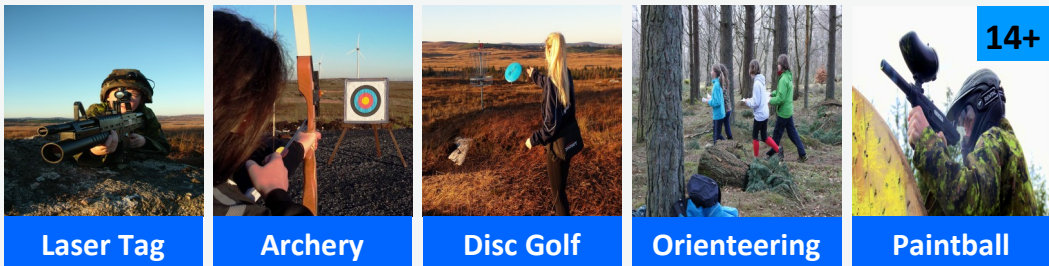 14+
Laser Tag
Archery
Disc Golf
Orienteering
Paintball